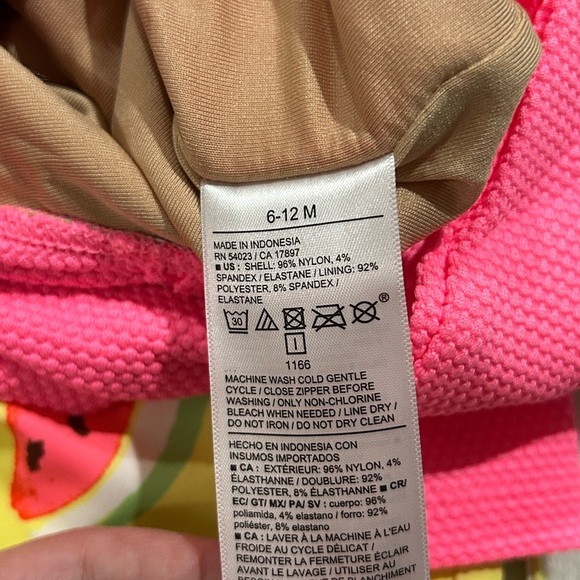 6-12 M
MADE IN INDONESIA
RN 54023 / CA 17897
■ US : SHELL: 96% NYLON, 4%
SPANDEX / ELASTANE / LINING: 92%
POLYESTER, 8% SPANDEX /
ELASTANE
30 ®
I
1166
MACHINE WASH COLD GENTLE
CYCLE / CLOSE ZIPPER BEFORE
WASHING / ONLY NON-CHLORINE
BLEACH WHEN NEEDED / LINE DRY /
DO NOT IRON / DO NOT DRY CLEAN
HECHO EN INDONESIA CON
INSUMOS IMPORTADOS
■ CA : EXTÉRIEUR: 96% NYLON, 4%
ÉLASTHANNE / DOUBLURE: 92%
POLYESTER, 8% ÉLASTHANNE ■ CR/
EC/ GT/ MX/ PA/ SV : cuerpo: 96%
poliamida, 4% elastano / forro: 92%
poliéster, 8% elastano
■ CA : LAVER À LA MACHINE À L'EAU
FROIDE AU CYCLE DÉLICAT /
REMONTER LA FERMETURE ÉCLAIR
AVANT LE LAVAGE / UTILISER AU